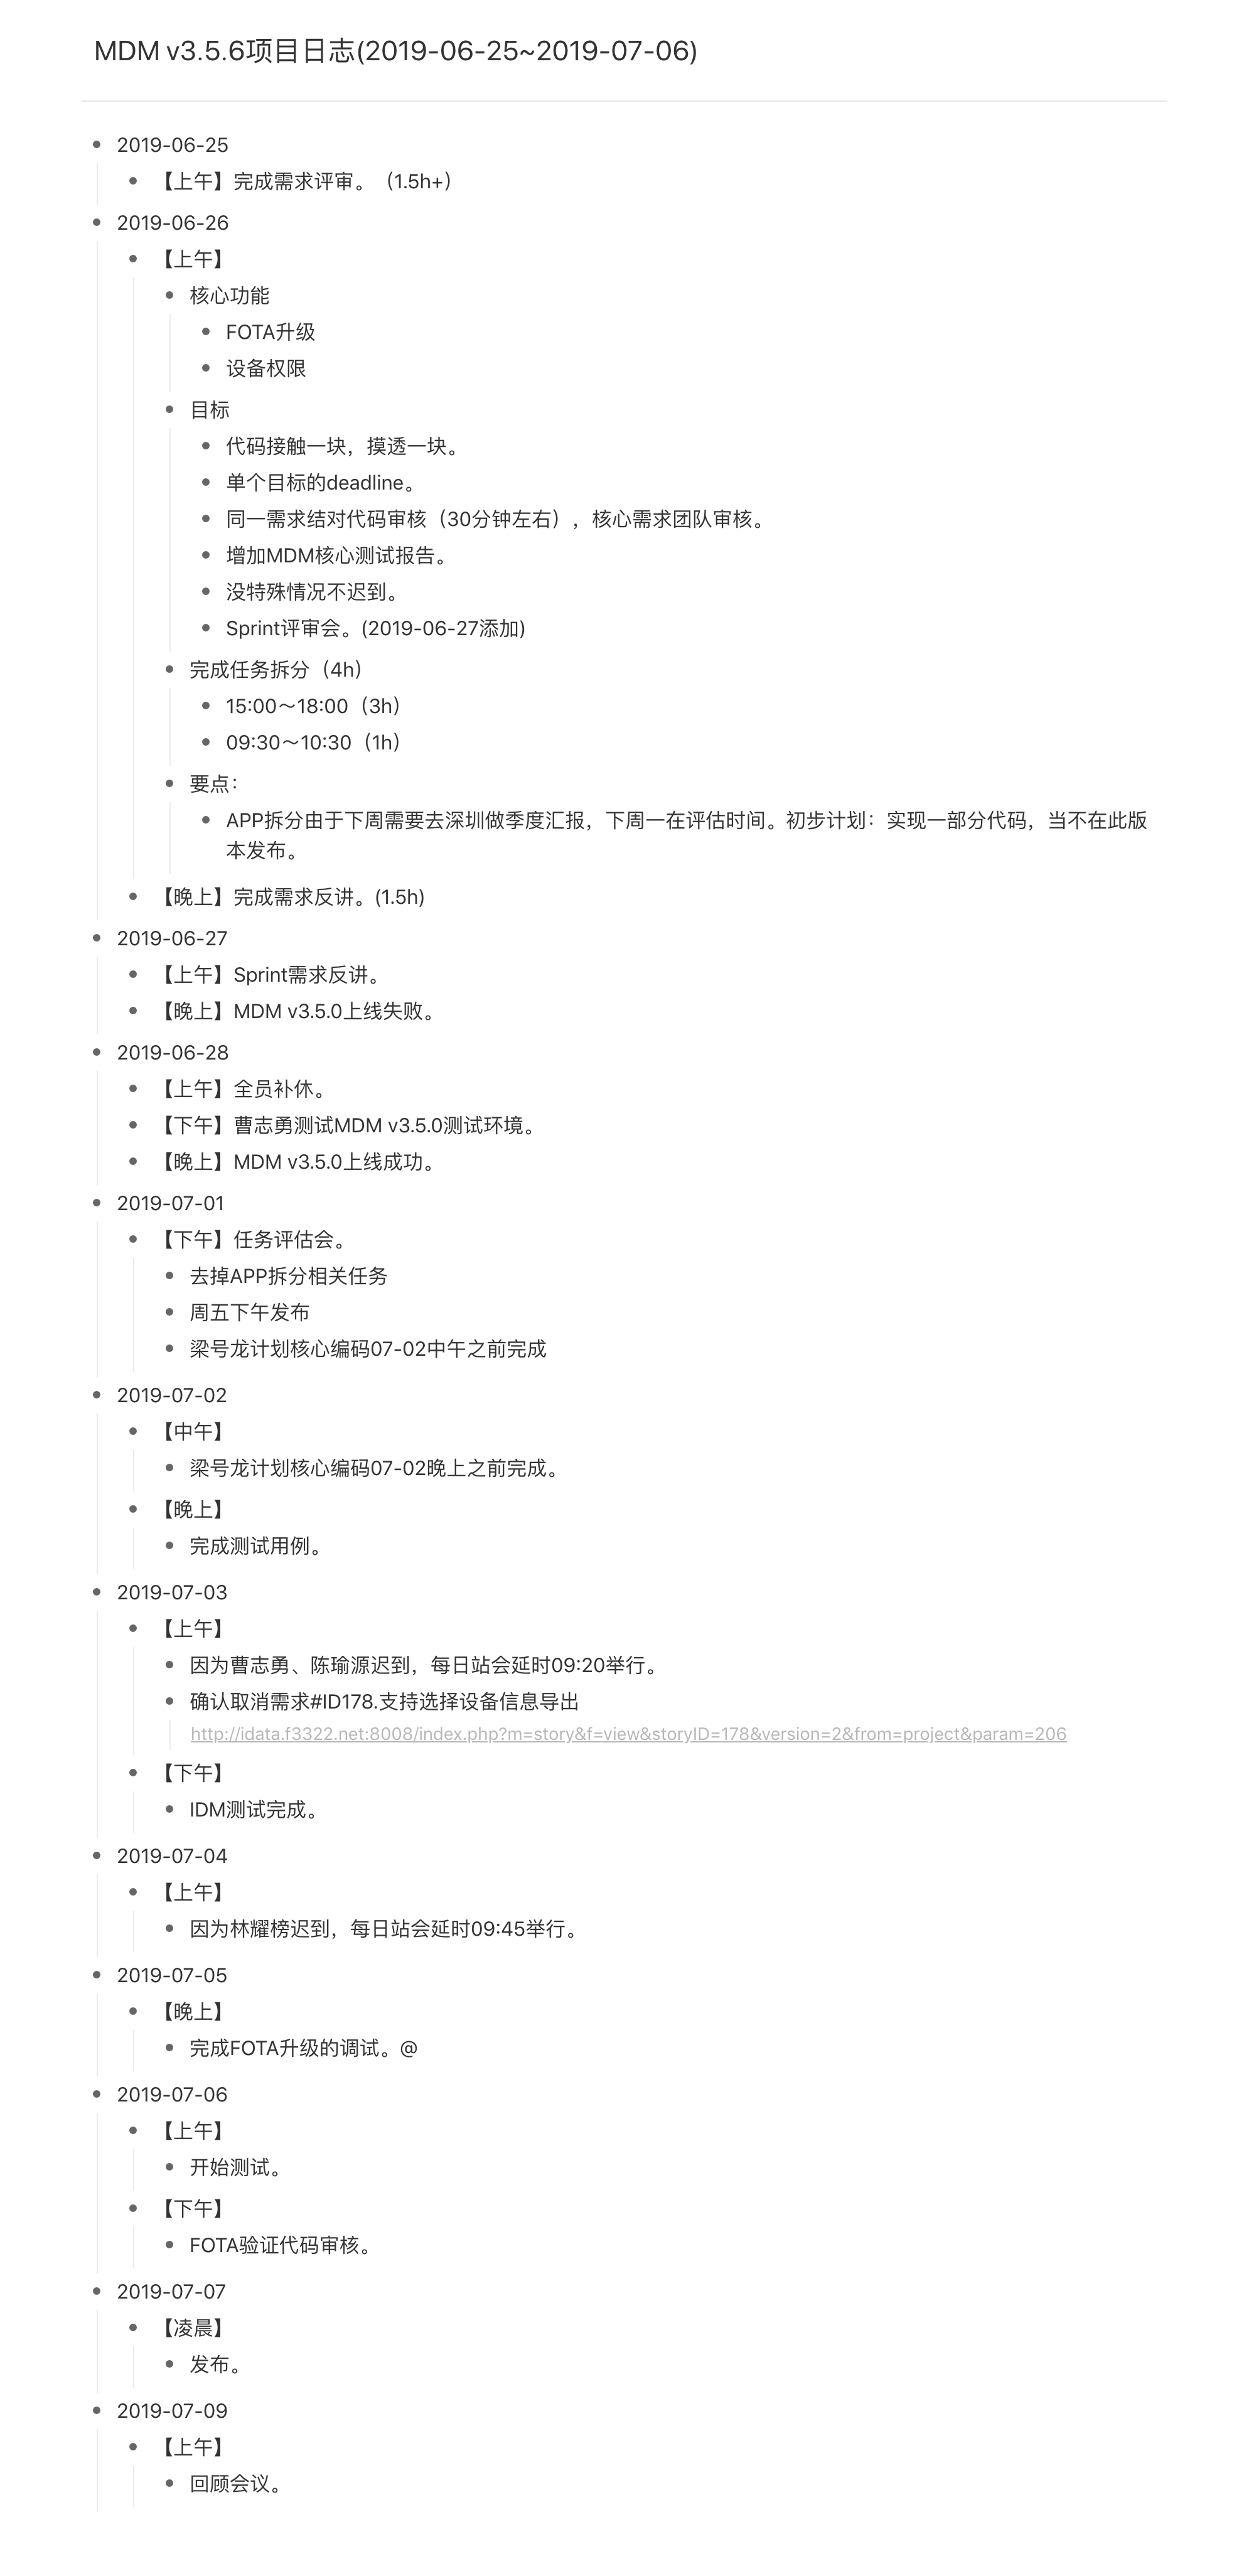 MDM v3.5.6项目日志(2019-06-25~2019-07-06)
2019-06-25
【上午】完成需求评审。（1.5h+）
2019-06-26
【上午】
核心功能
FOTA升级
设备权限
目标
代码接触一块，摸透一块。
单个目标的deadline。
同一需求结对代码审核（30分钟左右），核心需求团队审核。
增加MDM核心测试报告。
没特殊情况不迟到。
Sprint评审会。(2019-06-27添加)
完成任务拆分（4h）
15:00～18:00（3h）
09:30～10:30（1h）
要点：
APP拆分由于下周需要去深圳做季度汇报，下周一在评估时间。初步计划：实现一部分代码，当不在此版
本发布。
【晚上】完成需求反讲。(1.5h)
2019-06-27
【上午】Sprint需求反讲。
【晚上】MDM v3.5.0上线失败。
2019-06-28
【上午】全员补休。
【下午】曹志勇测试MDM v3.5.0测试环境。
【晚上】MDM v3.5.0上线成功。
2019-07-01
【下午】任务评估会。
去掉APP拆分相关任务
周五下午发布
梁号龙计划核心编码07-02中午之前完成
2019-07-02
【中午】
梁号龙计划核心编码07-02晚上之前完成。
【晚上】
完成测试用例。
2019-07-03
【上午】
因为曹志勇、陈瑜源迟到，每日站会延时09:20举行。
确认取消需求#ID178.支持选择设备信息导出
http://idata.f3322.net:8008/index.php?m=story&f=view&storyID=178&version=2&from=project&param=206
【下午】
IDM测试完成。
2019-07-04
【上午】
因为林耀榜迟到，每日站会延时09:45举行。
2019-07-05
【晚上】
完成FOTA升级的调试。@
2019-07-06
【上午】
开始测试。
【下午】
FOTA验证代码审核。
2019-07-07
【凌晨】
发布。
2019-07-09
【上午】
回顾会议。